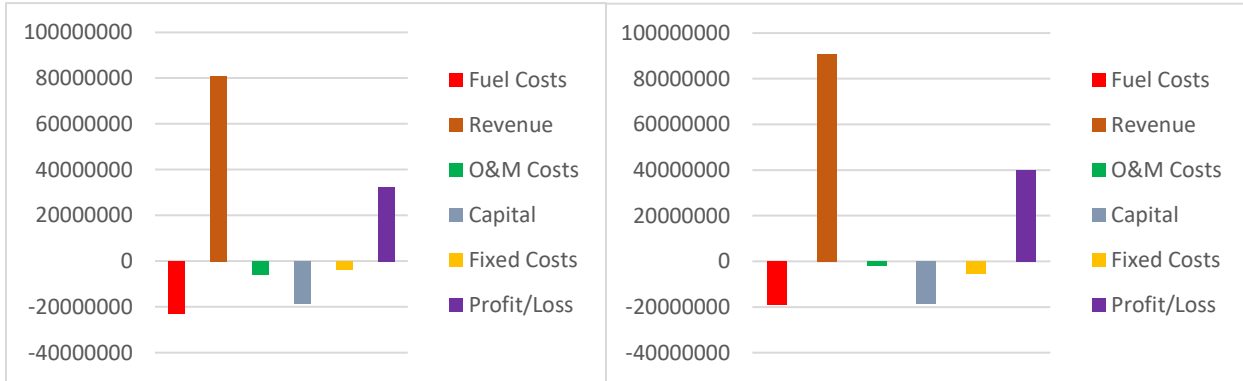 100000000
80000000
60000000
40000000
20000000
0
-20000000
-40000000
Fuel Costs
Revenue
O&M Costs
Capital
Fixed Costs
Profit/Loss
100000000
80000000
60000000
40000000
20000000
0
-20000000
-40000000
Fuel Costs
Revenue
O&M Costs
Capital
Fixed Costs
Profit/Loss